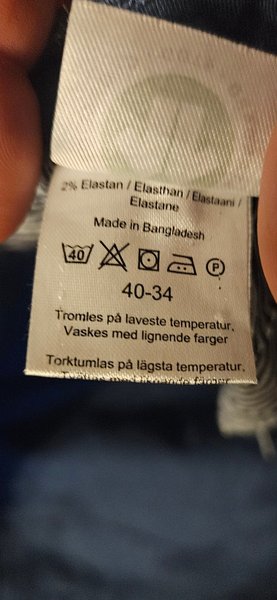 2% Elastan / Elasthan / Elastaani /
Elastane
Made in Bangladesh
40
P
40-34
Tromles på laveste temperatur.
Vaskes med lignende farger
Torktumlas på lägsta temperatur.